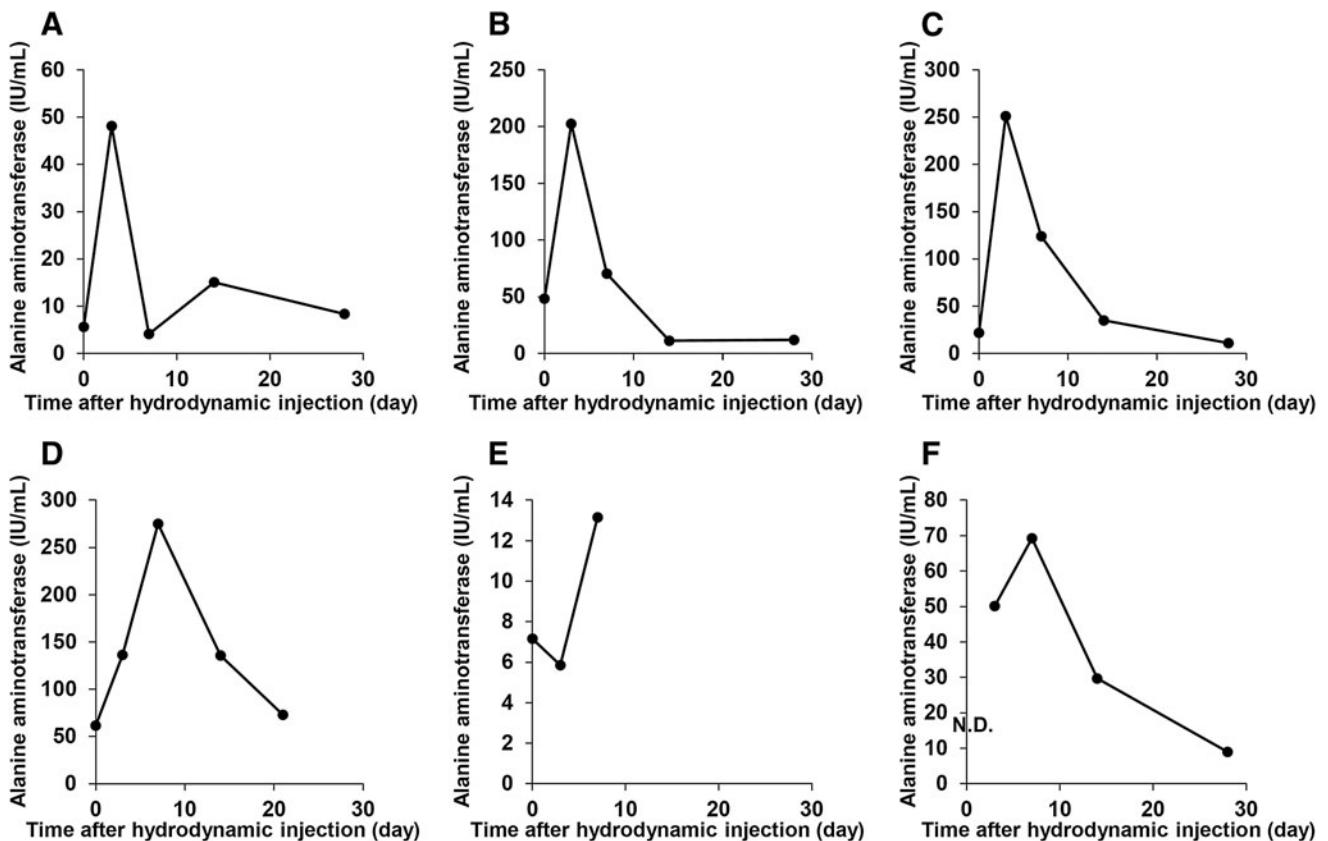 A
Alanine aminotransferase (IU/mL)
60
50
40
30
20
10
0
0 10 20 30
Time after hydrodynamic injection (day)
B
Alanine aminotransferase (IU/mL)
250
200
150
100
50
0
0 10 20 30
Time after hydrodynamic injection (day)
C
Alanine aminotransferase (IU/mL)
300
250
200
150
100
50
0
0 10 20 30
Time after hydrodynamic injection (day)
D
Alanine aminotransferase (IU/mL)
300
250
200
150
100
50
0
0 10 20 30
Time after hydrodynamic injection (day)
E
Alanine aminotransferase (IU/mL)
14
12
10
8
6
4
2
0
0 10 20 30
Time after hydrodynamic injection (day)
F
Alanine aminotransferase (IU/mL)
80
70
60
50
40
30
20
N.D.
10
0
0 10 20 30
Time after hydrodynamic injection (day)